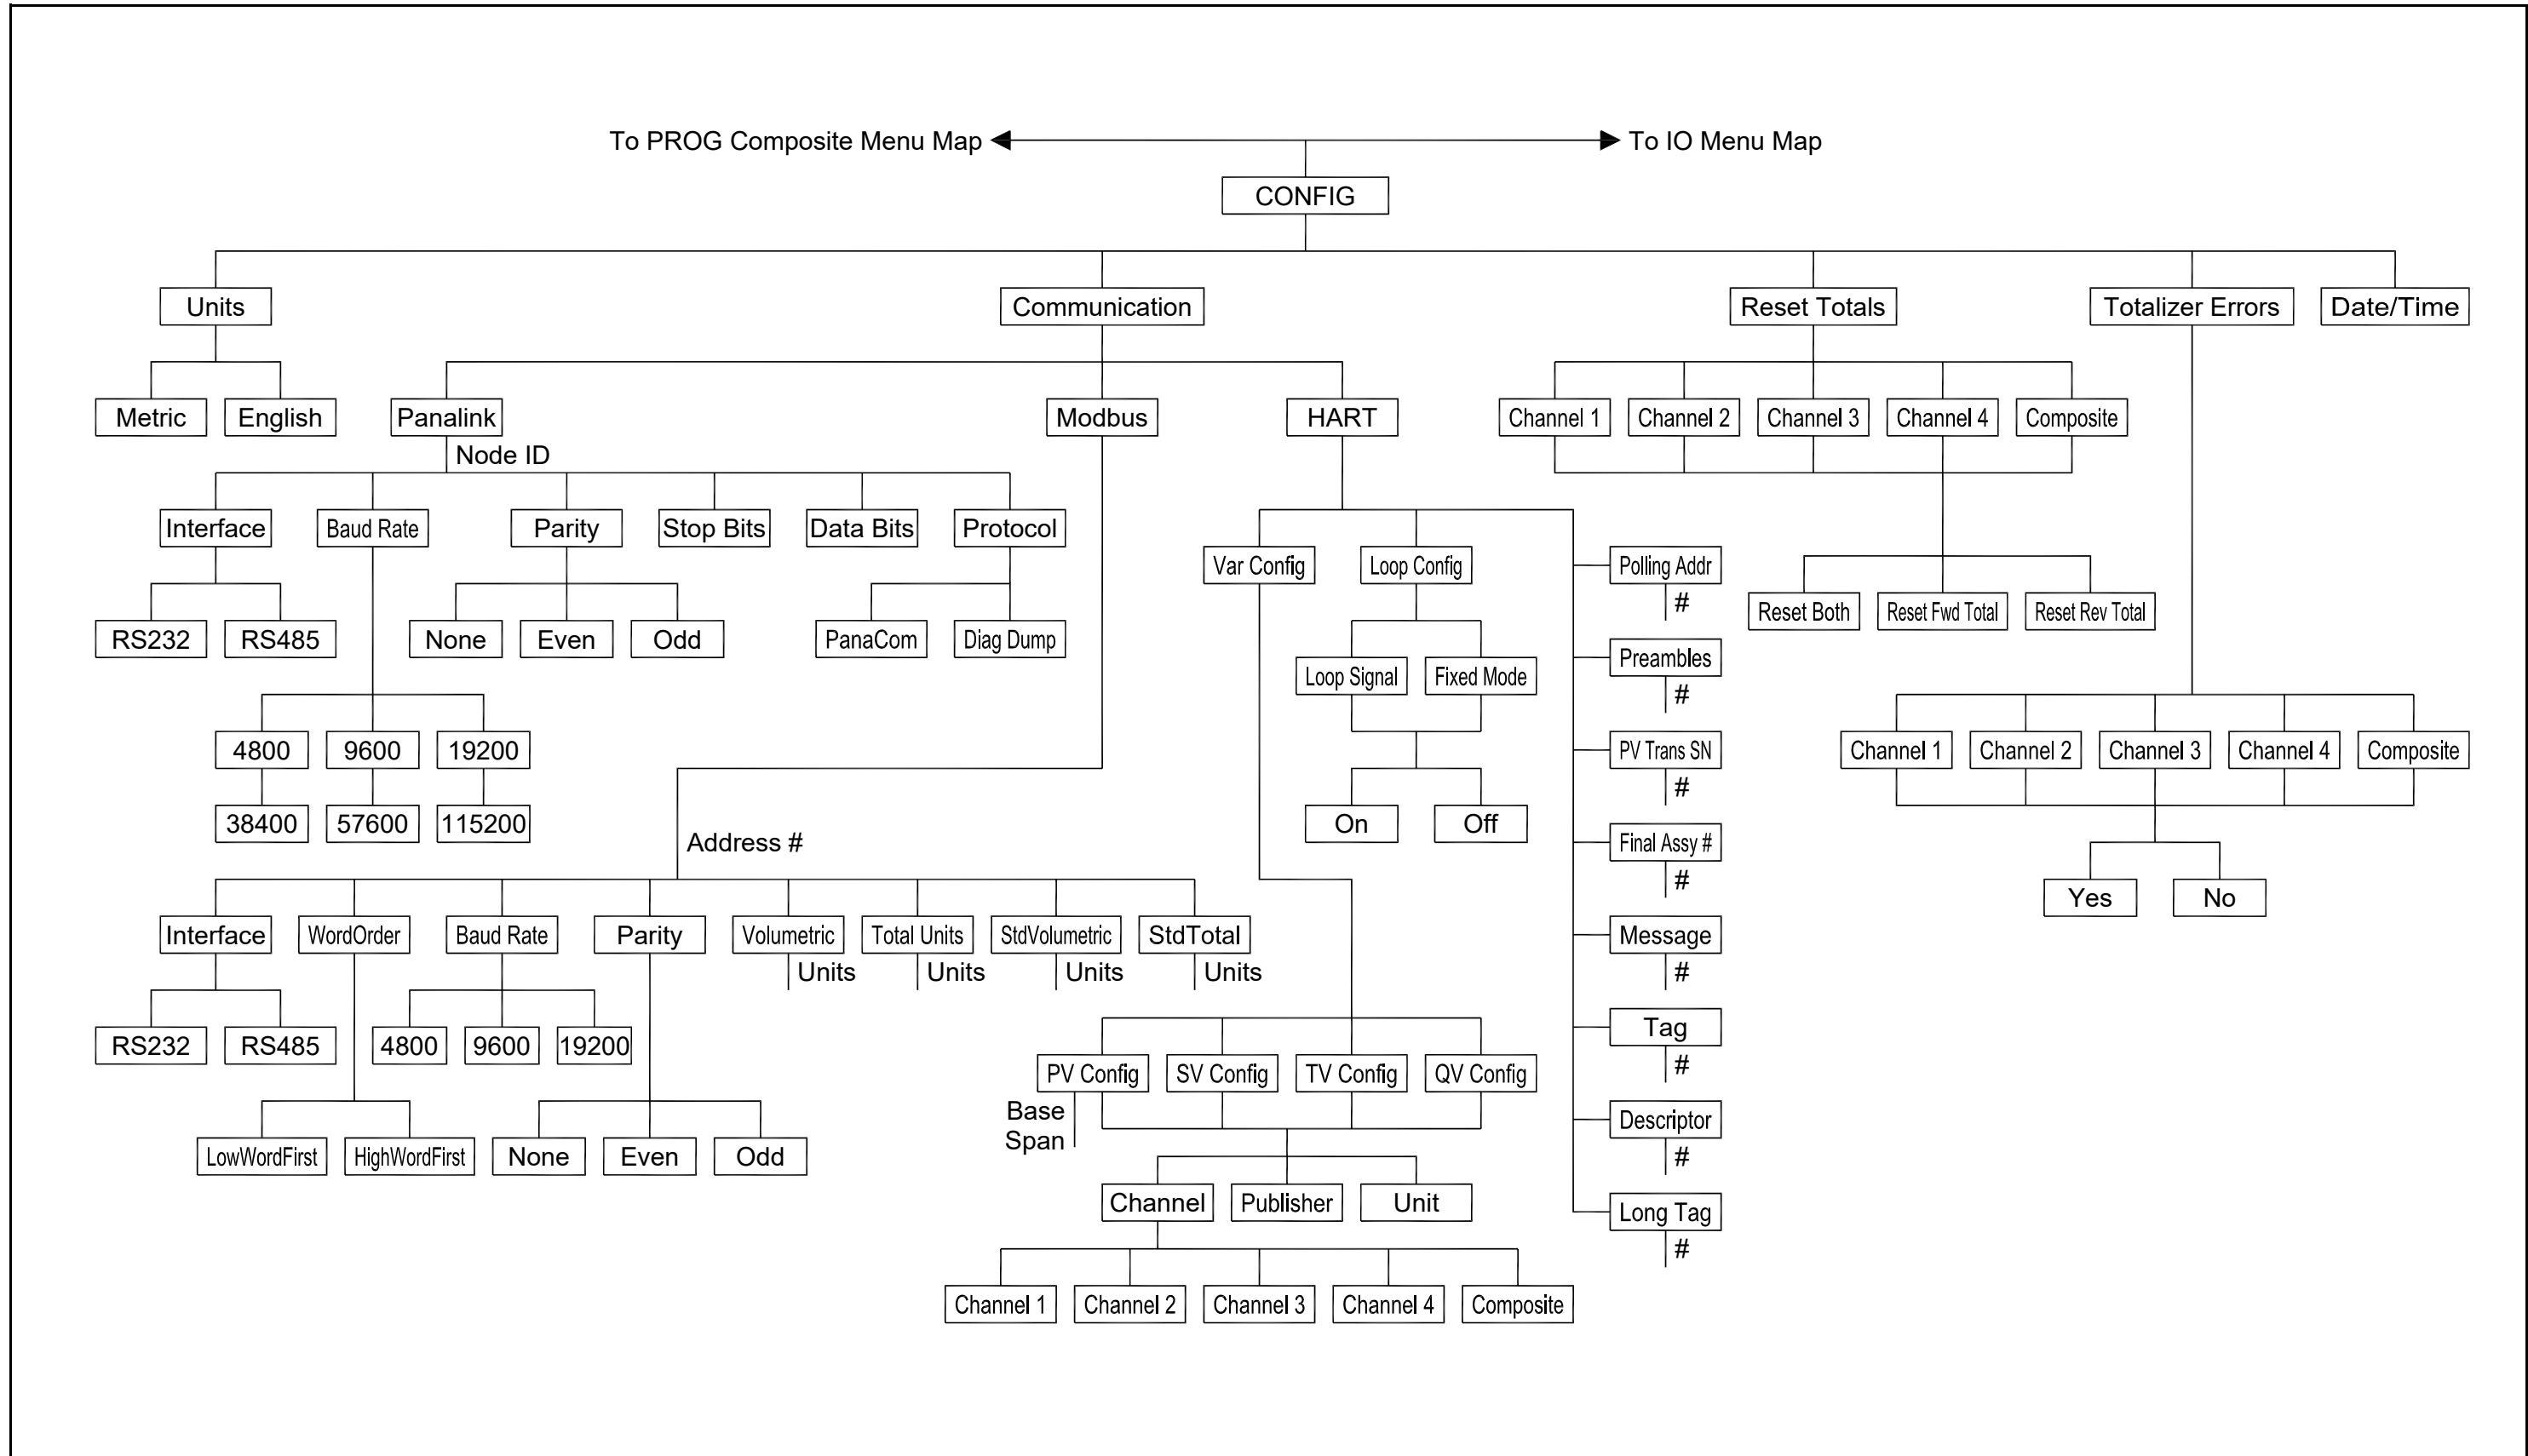 To PROG Composite Menu Map
To IO Menu Map
CONFIG
Units
Communication
Reset Totals
Totalizer Errors
Date/Time
Metric
English
Panalink
Modbus
HART
Channel 1
Channel 2
Channel 3
Channel 4
Composite
Node ID
Interface
Baud Rate
Parity
Stop Bits
Data Bits
Protocol
Var Config
Loop Config
Polling Addr
#
Reset Both
Reset Fwd Total
Reset Rev Total
RS232
RS485
None
Even
Odd
PanaCom
Diag Dump
Loop Signal
Fixed Mode
Preambles
#
4800
9600
19200
PV Trans SN
#
Channel 1
Channel 2
Channel 3
Channel 4
Composite
38400
57600
115200
On
Off
Address #
Final Assy #
#
Yes
No
Interface
WordOrder
Baud Rate
Parity
Volumetric
Total Units
StdVolumetric
StdTotal
Units
Units
Units
Units
Message
#
RS232
RS485
4800
9600
19200
Tag
#
PV Config
SV Config
TV Config
QV Config
Base
Span
Descriptor
#
LowWordFirst
HighWordFirst
None
Even
Odd
Channel
Publisher
Unit
Long Tag
#
Channel 1
Channel 2
Channel 3
Channel 4
Composite